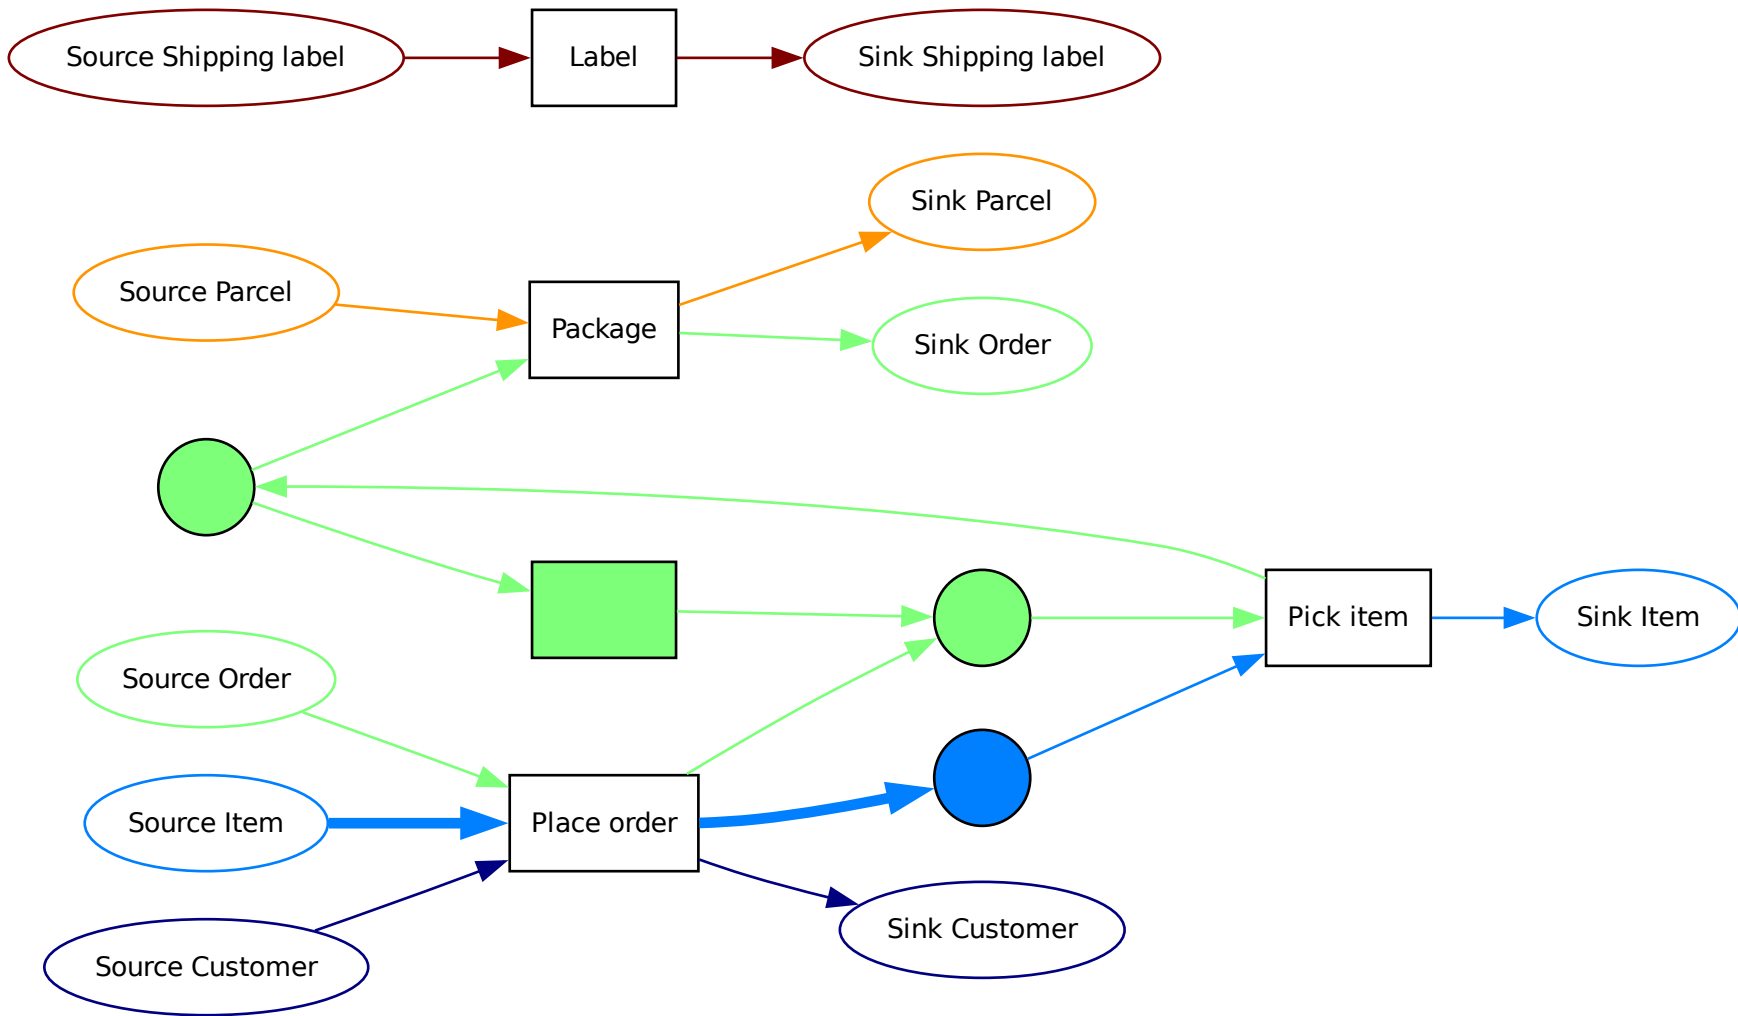 Source Shipping label
Label
Sink Shipping label
Sink Parcel
Source Parcel
Package
Sink Order
Pick item
Sink Item
Source Order
Source Item
Place order
Sink Customer
Source Customer